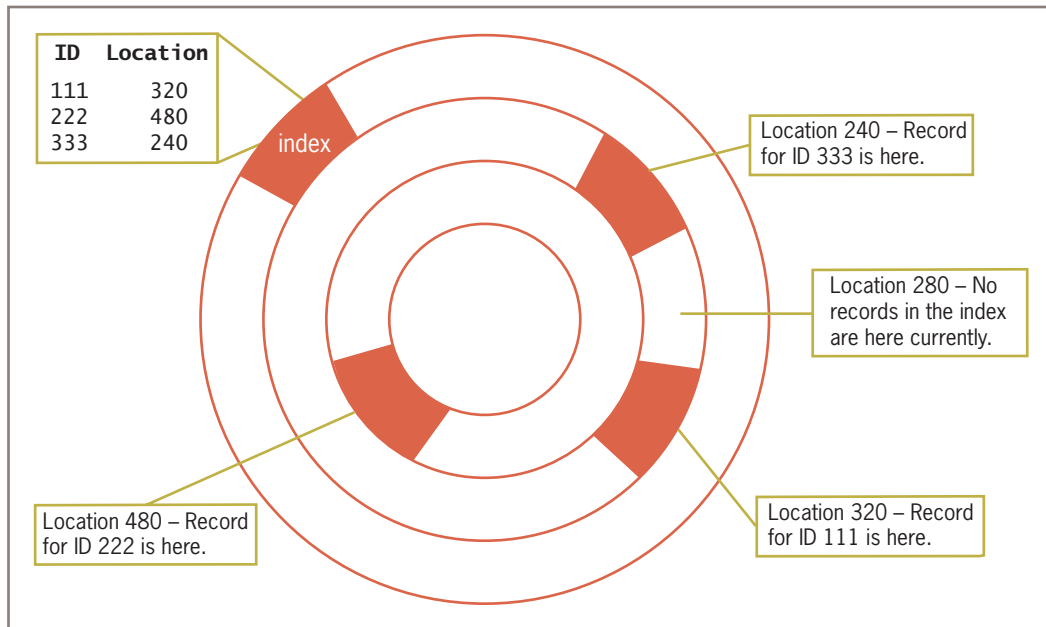 ID Location
111 320
222 480
333 240
index
Location 240 – Record
for ID 333 is here.
Location 280 – No
records in the index
are here currently.
Location 480 – Record
for ID 222 is here.
Location 320 – Record
for ID 111 is here.